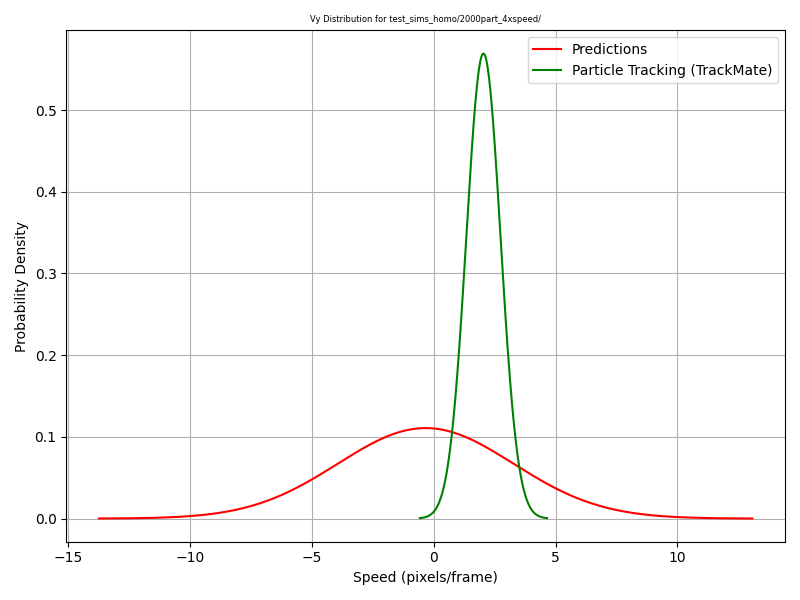 Vy Distribution for test_sims_homo/2000part_4xspeed/
Predictions
Particle Tracking (TrackMate)
Probability Density
0.5
0.4
0.3
0.2
0.1
0.0
−15
−10
−5
0
5
10
Speed (pixels/frame)